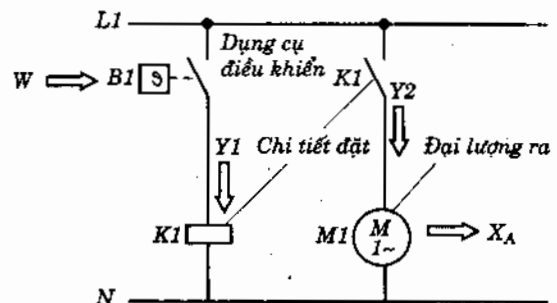 L1
Dụng cụ
điều khiển
W
B1
ϑ
K1
Y2
Y1
Chi tiết đặt
Đại lượng ra
K1
M1
M
1~
X_A
N